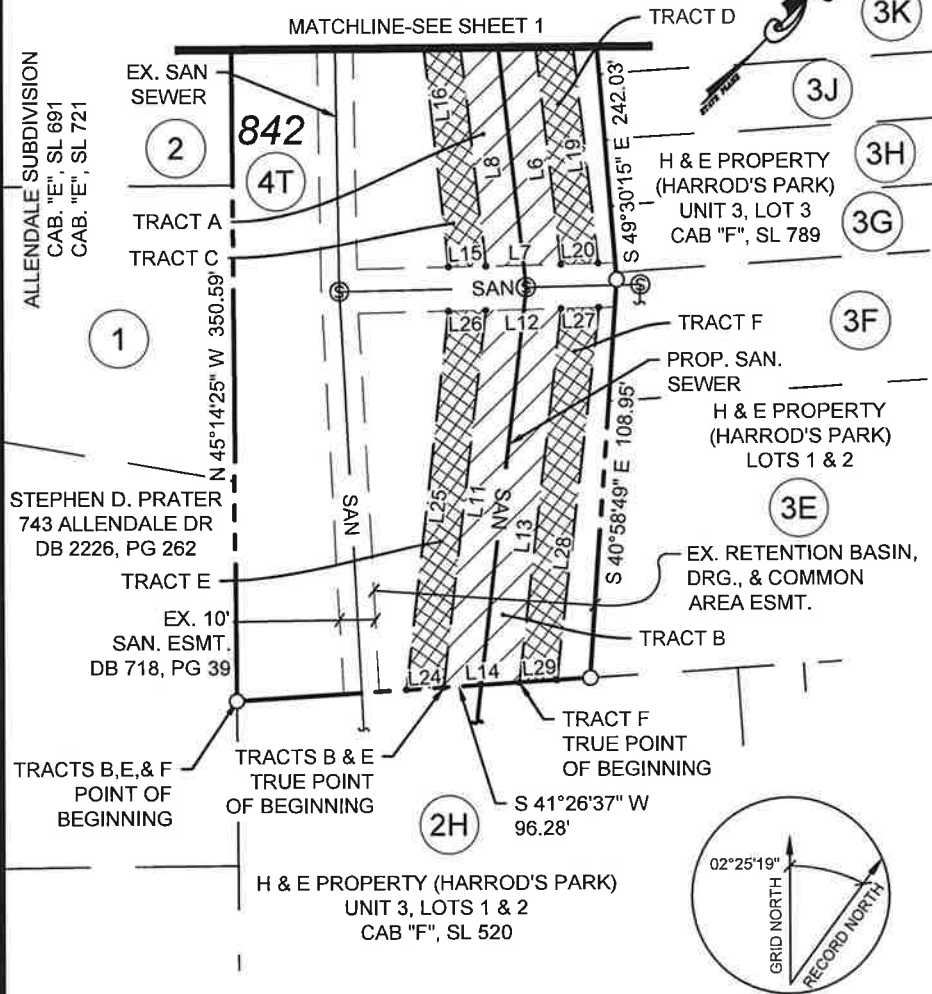 MATCHLINE-SEE SHEET 1
TRACT D
3K
ALLENDALE SUBDIVISION
CAB. "E", SL 691
CAB. "E", SL 721
EX. SAN
SEWER
2
842
4T
L16
L8
L6
L19
S 49°30'15" E 242.03'
STATE PLANE
3J
3H
H & E PROPERTY
(HARROD'S PARK)
UNIT 3, LOT 3
CAB "F", SL 789
3G
TRACT A
TRACT C
L15
L7
L20
SAN
S
S
S
1
N 45°14'25" W 350.59'
L26
L12
L27
TRACT F
3F
PROP. SAN.
SEWER
S 40°58'49" E 108.95'
H & E PROPERTY
(HARROD'S PARK)
LOTS 1 & 2
3E
STEPHEN D. PRATER
743 ALLENDALE DR
DB 2226, PG 262
SAN
L25
L11
SAN
L13
L28
TRACT E
EX. RETENTION BASIN,
DRG., & COMMON
AREA ESMT.
EX. 10'
SAN. ESMT.
DB 718, PG 39
TRACT B
L24
L14
L29
TRACTS B,E,& F
POINT OF
BEGINNING
TRACTS B & E
TRUE POINT
OF BEGINNING
TRACT F
TRUE POINT
OF BEGINNING
S 41°26'37" W
96.28'
2H
H & E PROPERTY (HARROD'S PARK)
UNIT 3, LOTS 1 & 2
CAB "F", SL 520
02°25'19"
GRID NORTH
RECORD NORTH